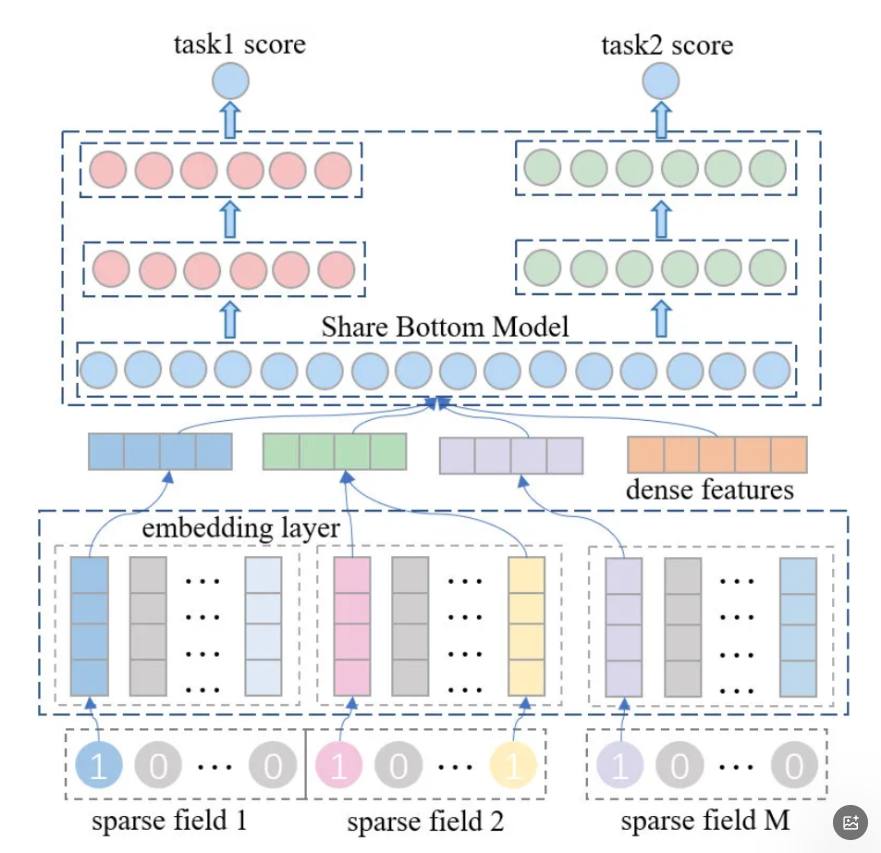 task1 score
task2 score
Share Bottom Model
dense features
embedding layer
... ...
... ...
... ...
... ...
... ...
... ...
... ...
... ...
... ...
... ...
... ...
... ...
1 0 ... 0 1 0 ... 1 1 0 ... 0
sparse field 1 sparse field 2 sparse field M